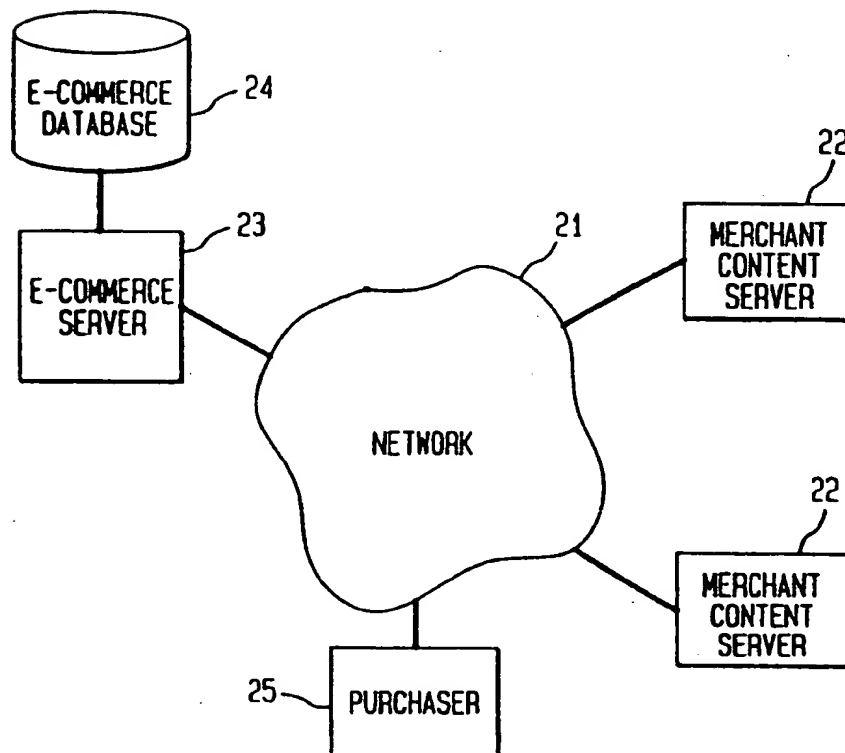 E-COMMERCE
DATABASE
24
22
23
21
MERCHANT
CONTENT
SERVER
E-COMMERCE
SERVER
NETWORK
22
MERCHANT
CONTENT
SERVER
25
PURCHASER